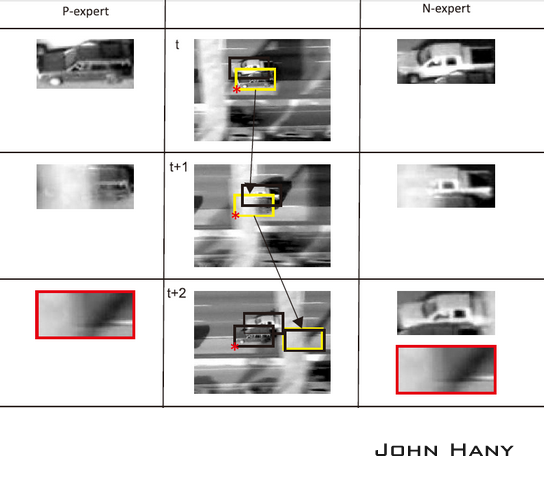 P-expert
N-expert
t
*
t+1
*
t+2
*
JOHN HANY